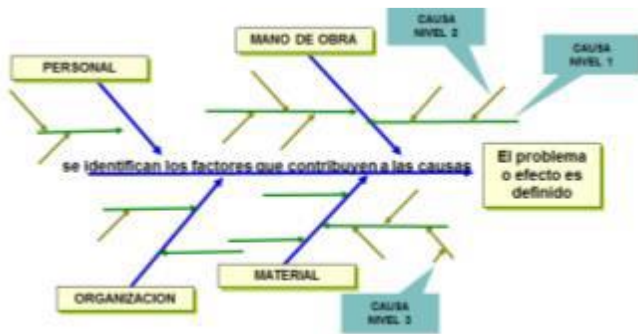 CAUSA
NIVEL 2
MANO DE OBRA
CAUSA
NIVEL 1
PERSONAL
se identifican los factores que contribuyen a las causas
El problema
o efecto es
definido
MATERIAL
ORGANIZACION
CAUSA
NIVEL 3